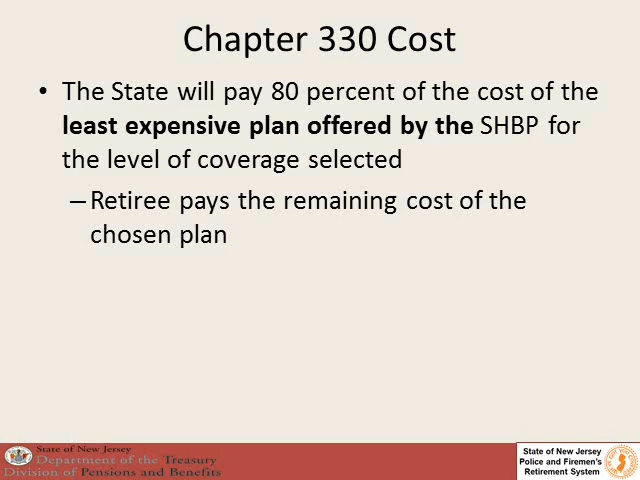 Chapter 330 Cost
• The State will pay 80 percent of the cost of the
least expensive plan offered by the SHBP for
the level of coverage selected
– Retiree pays the remaining cost of the
chosen plan
State of New Jersey
Department of the Treasury
Division of Pensions and Benefits
State of New Jersey
Police and Firemen's
Retirement System